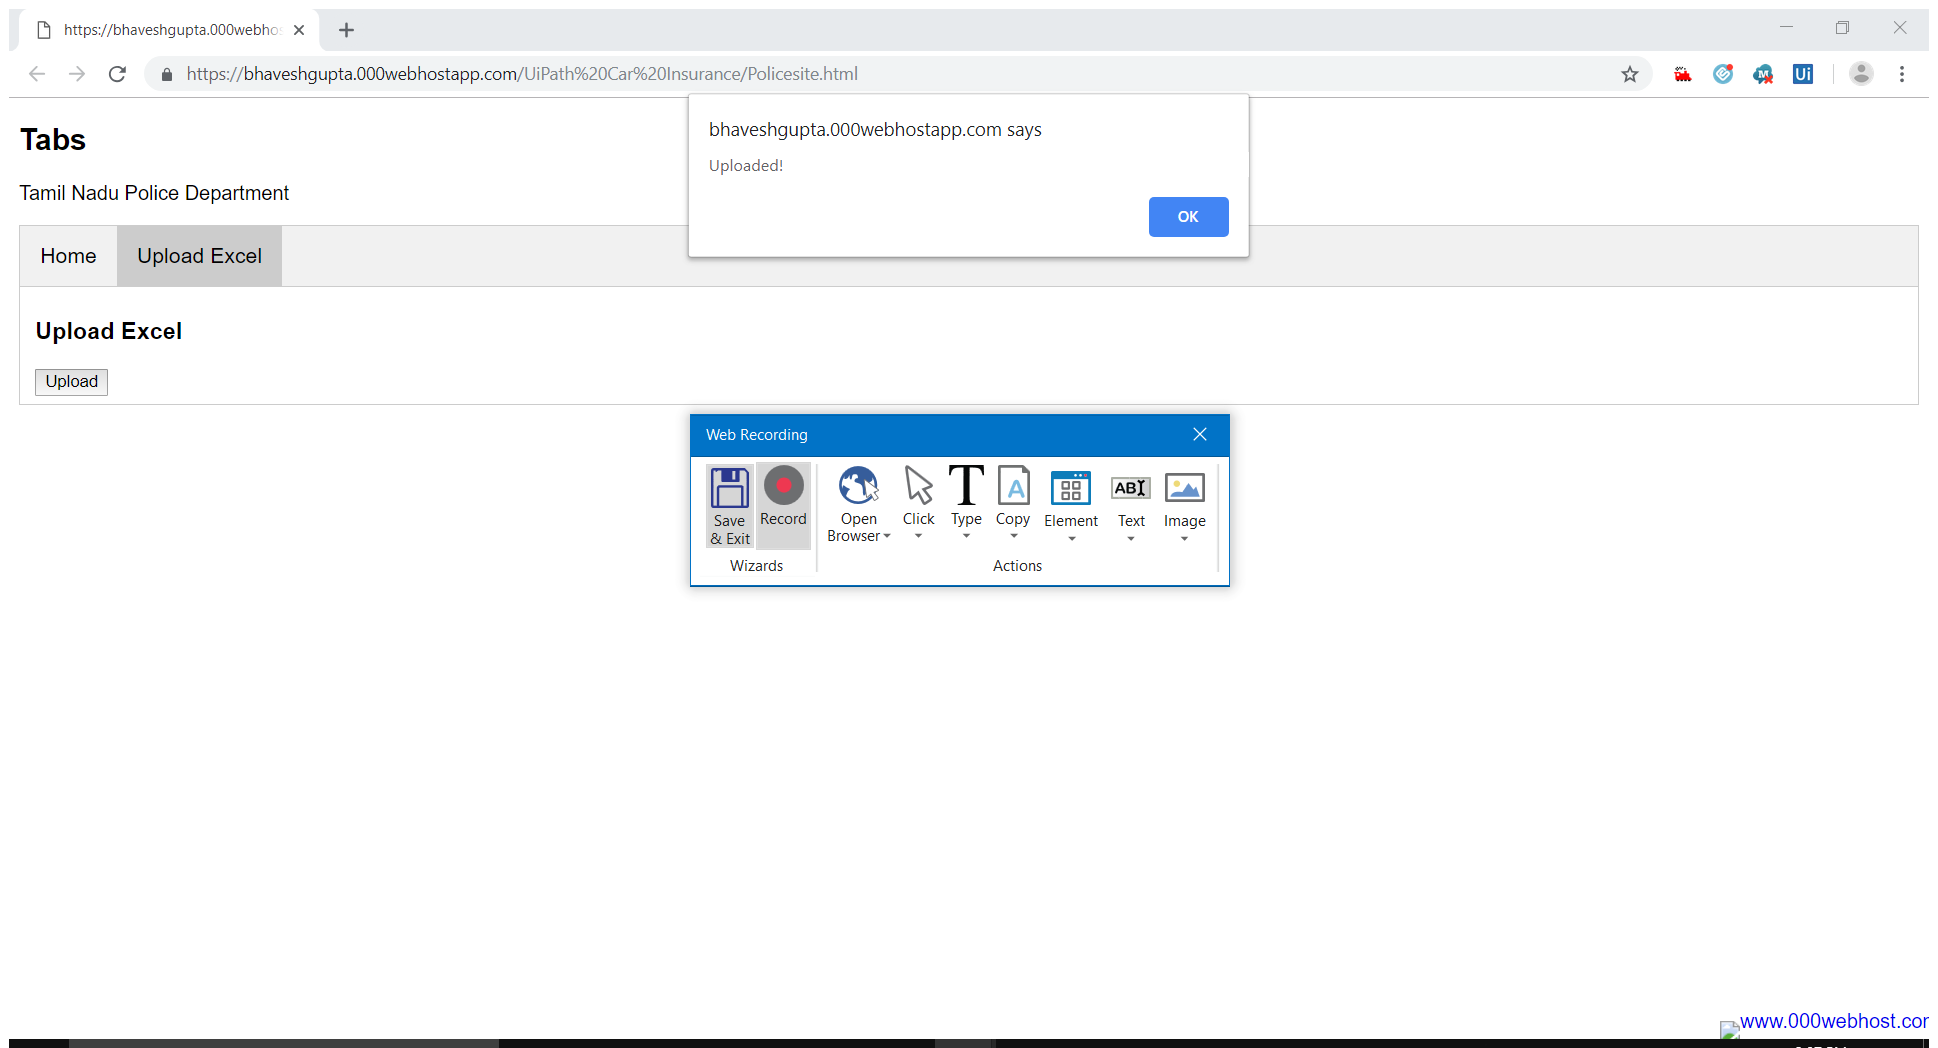 https://bhaveshgupta.000webhos
https://bhaveshgupta.000webhostapp.com/UiPath%20Car%20Insurance/Policesite.html
Ui
bhaveshgupta.000webhostapp.com says
Uploaded!
OK
Tabs
Tamil Nadu Police Department
Home
Upload Excel
Upload Excel
Upload
Web Recording
Save & Exit
Record
Open Browser
Click
Type
Copy
Element
Text
Image
Wizards
Actions
www.000webhost.com